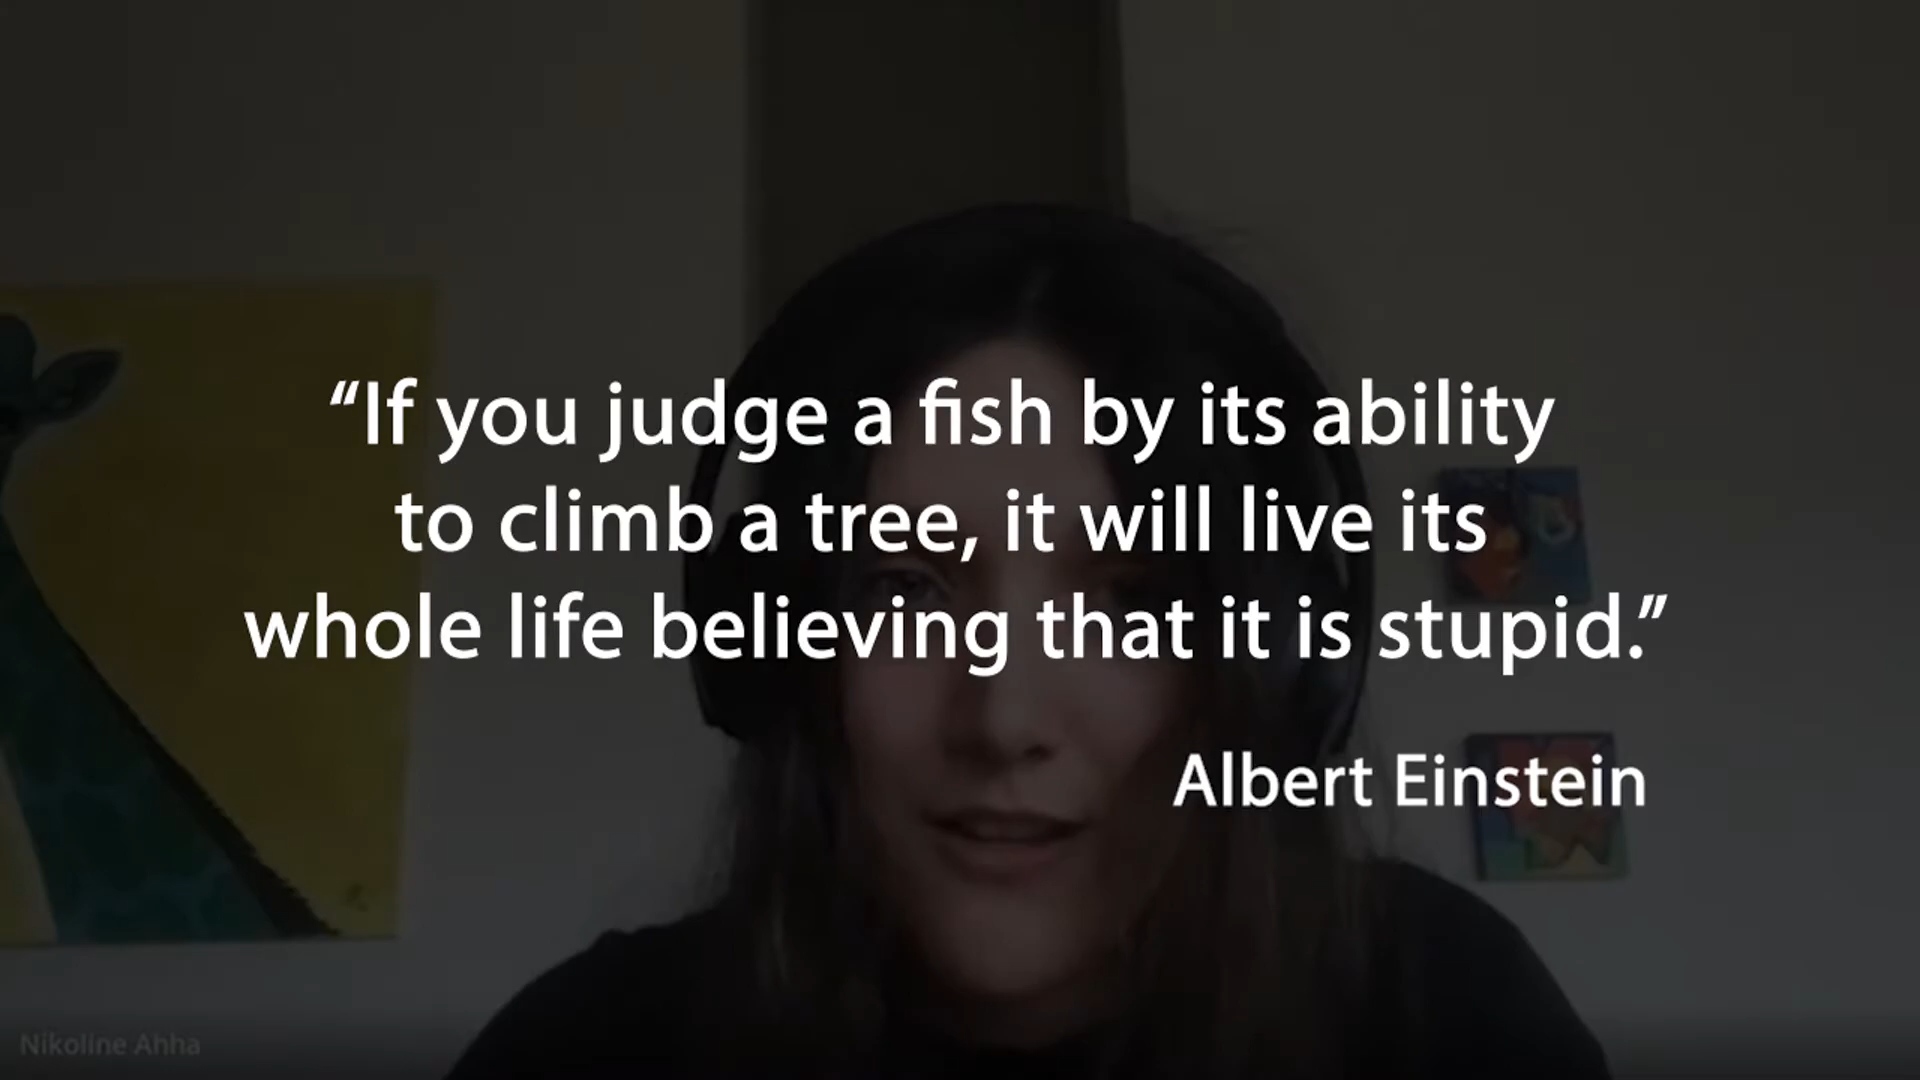 “If you judge a fish by its ability
to climb a tree, it will live its
whole life believing that it is stupid.”
Albert Einstein
Nikoline Ahha